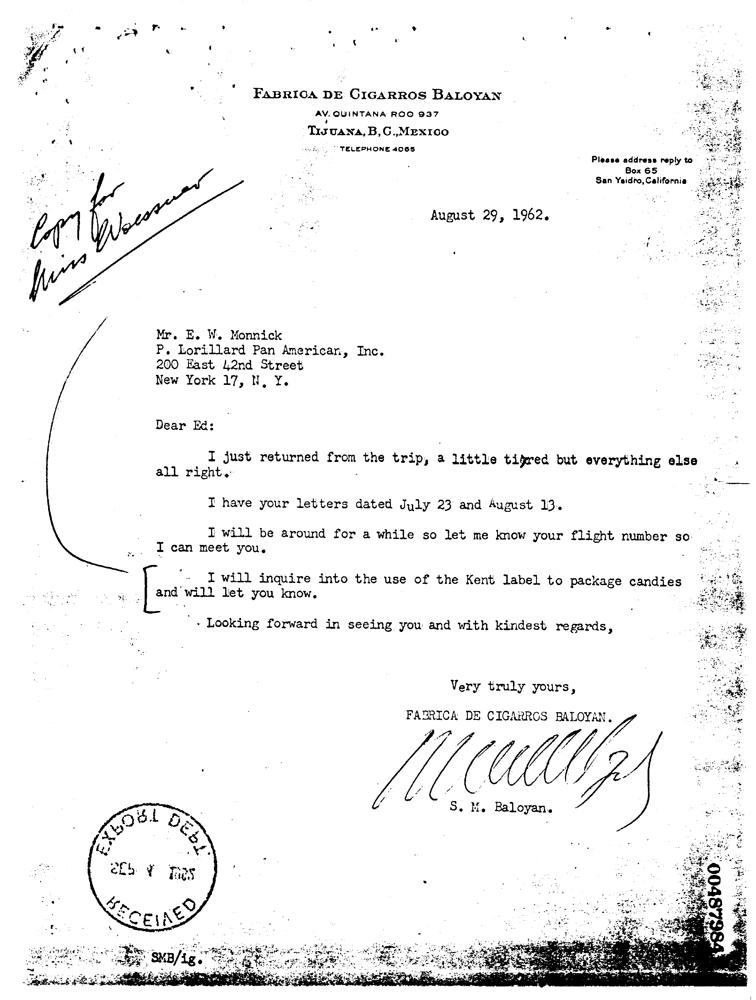 FABRICA DE CIGARROS BALOYAN
AV. QUINTANA ROO 937
TIJUANA, B, C., MEXICO
TELEPHONE 4065
Please address reply to
Box 65
San Ysidro, California
August 29, 1962.
Copy for
Miss Woessner
Mr. E. W. Monnick
P. Lorillard Pan American, Inc.
200 East 42nd Street
New York 17, N. Y.
Dear Ed:
I just returned from the trip, a little tired but everything else
all right.
I have your letters dated July 23 and August 13.
I will be around for a while so let me know your flight number so
I can meet you.
I will inquire into the use of the Kent label to package candies
and will let you know.
Looking forward in seeing you and with kindest regards,
Very truly yours,
FABRICA DE CIGARROS BALOYAN.
S. M. Baloyan.
EXPORT DEPT.
SEP
RECEIVED
SMB/ig.
00487984